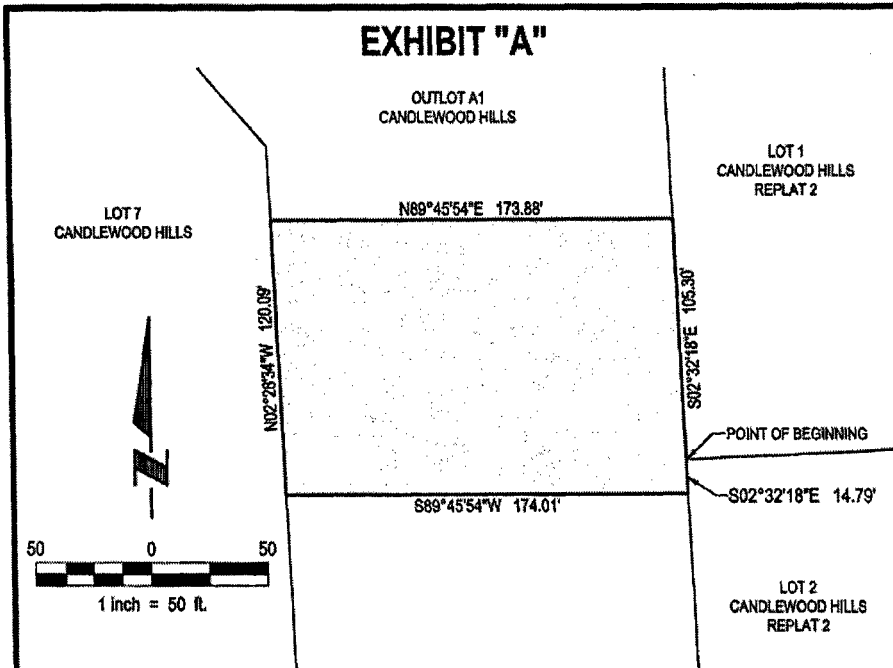 EXHIBIT "A"
OUTLOT A1
CANDLEWOOD HILLS
LOT 1
CANDLEWOOD HILLS
REPLAT 2
LOT 7
CANDLEWOOD HILLS
N89°45'54"E 173.88'
N02°28'34"W 120.09'
S02°32'18"E 105.30'
POINT OF BEGINNING
S02°32'18"E 14.79'
S89°45'54"W 174.01'
N
50 0 50
1 inch = 50 ft.
LOT 2
CANDLEWOOD HILLS
REPLAT 2